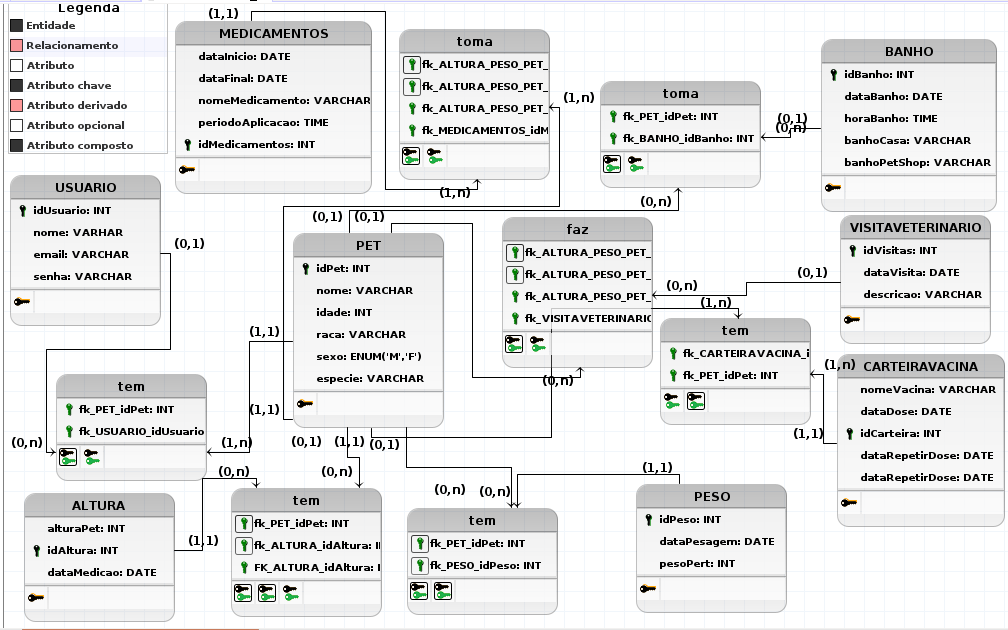 Legenda
Entidade
Relacionamento
Atributo
Atributo chave
Atributo derivado
Atributo opcional
Atributo composto
(1,1)
MEDICAMENTOS
dataInicio: DATE
dataFinal: DATE
nomeMedicamento: VARCHAR
periodoAplicacao: TIME
idMedicamentos: INT
toma
fk_ALTURA_PESO_PET_
fk_ALTURA_PESO_PET_
fk_ALTURA_PESO_PET_
fk_MEDICAMENTOS_idM
(1,n)
(1,n)
toma
fk_PET_idPet: INT
fk_BANHO_idBanho: INT
(0,1)
(0,n)
(0,n)
BANHO
idBanho: INT
dataBanho: DATE
horaBanho: TIME
banhoCasa: VARCHAR
banhoPetShop: VARCHAR
USUARIO
idUsuario: INT
nome: VARHAR
email: VARCHAR
senha: VARCHAR
(0,1)
(0,1)
(0,1)
PET
idPet: INT
nome: VARCHAR
idade: INT
raca: VARCHAR
sexo: ENUM('M','F')
especie: VARCHAR
(1,1)
(1,1)
faz
fk_ALTURA_PESO_PET_
fk_ALTURA_PESO_PET_
fk_ALTURA_PESO_PET_
fk_VISITAVETERINARIO
(0,n)
(0,n)
(0,1)
VISITAVETERINARIO
idVisitas: INT
dataVisita: DATE
descricao: VARCHAR
(1,n)
tem
fk_CARTEIRAVACINA_i
fk_PET_idPet: INT
(1,n)
(1,1)
CARTEIRAVACINA
nomeVacina: VARCHAR
dataDose: DATE
idCarteira: INT
dataRepetirDose: DATE
dataRepetirDose: DATE
tem
fk_PET_idPet: INT
fk_USUARIO_idUsuario
(0,n)
(1,n)
(0,1)
(1,1)
(0,1)
(0,n)
(0,n)
(0,n)
(0,n)
(1,1)
ALTURA
alturaPet: INT
idAltura: INT
dataMedicao: DATE
(1,1)
tem
fk_PET_idPet: INT
fk_ALTURA_idAltura: I
FK_ALTURA_idAltura: I
tem
fk_PET_idPet: INT
fk_PESO_idPeso: INT
PESO
idPeso: INT
dataPesagem: DATE
pesoPert: INT